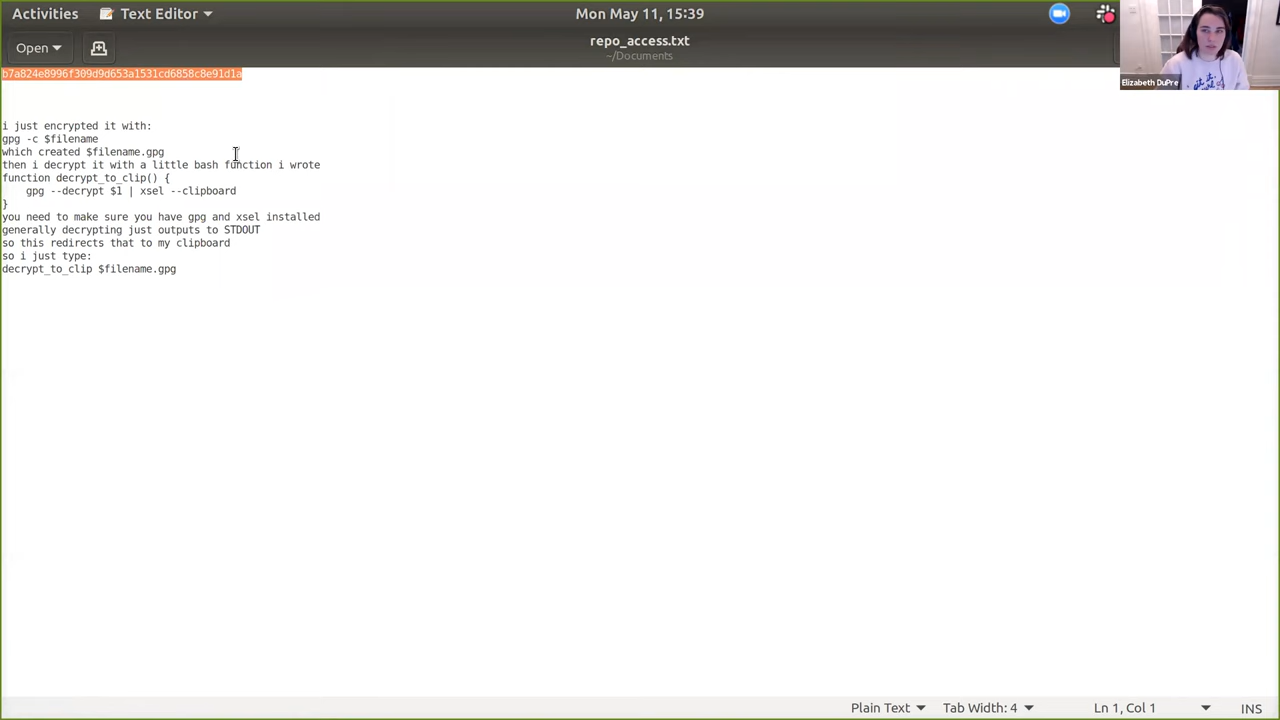 Activities
Text Editor
Mon May 11, 15:39
Open
repo_access.txt
~/Documents
Elizabeth DuPre
b7a824e8996f309d9d653a1531cd6858c8e91d1a
i just encrypted it with:
gpg -c $filename
which created $filename.gpg
then i decrypt it with a little bash function i wrote
function decrypt_to_clip() {
    gpg --decrypt $1 | xsel --clipboard
}
you need to make sure you have gpg and xsel installed
generally decrypting just outputs to STDOUT
so this redirects that to my clipboard
so i just type:
decrypt_to_clip $filename.gpg
Plain Text
Tab Width: 4
Ln 1, Col 1
INS